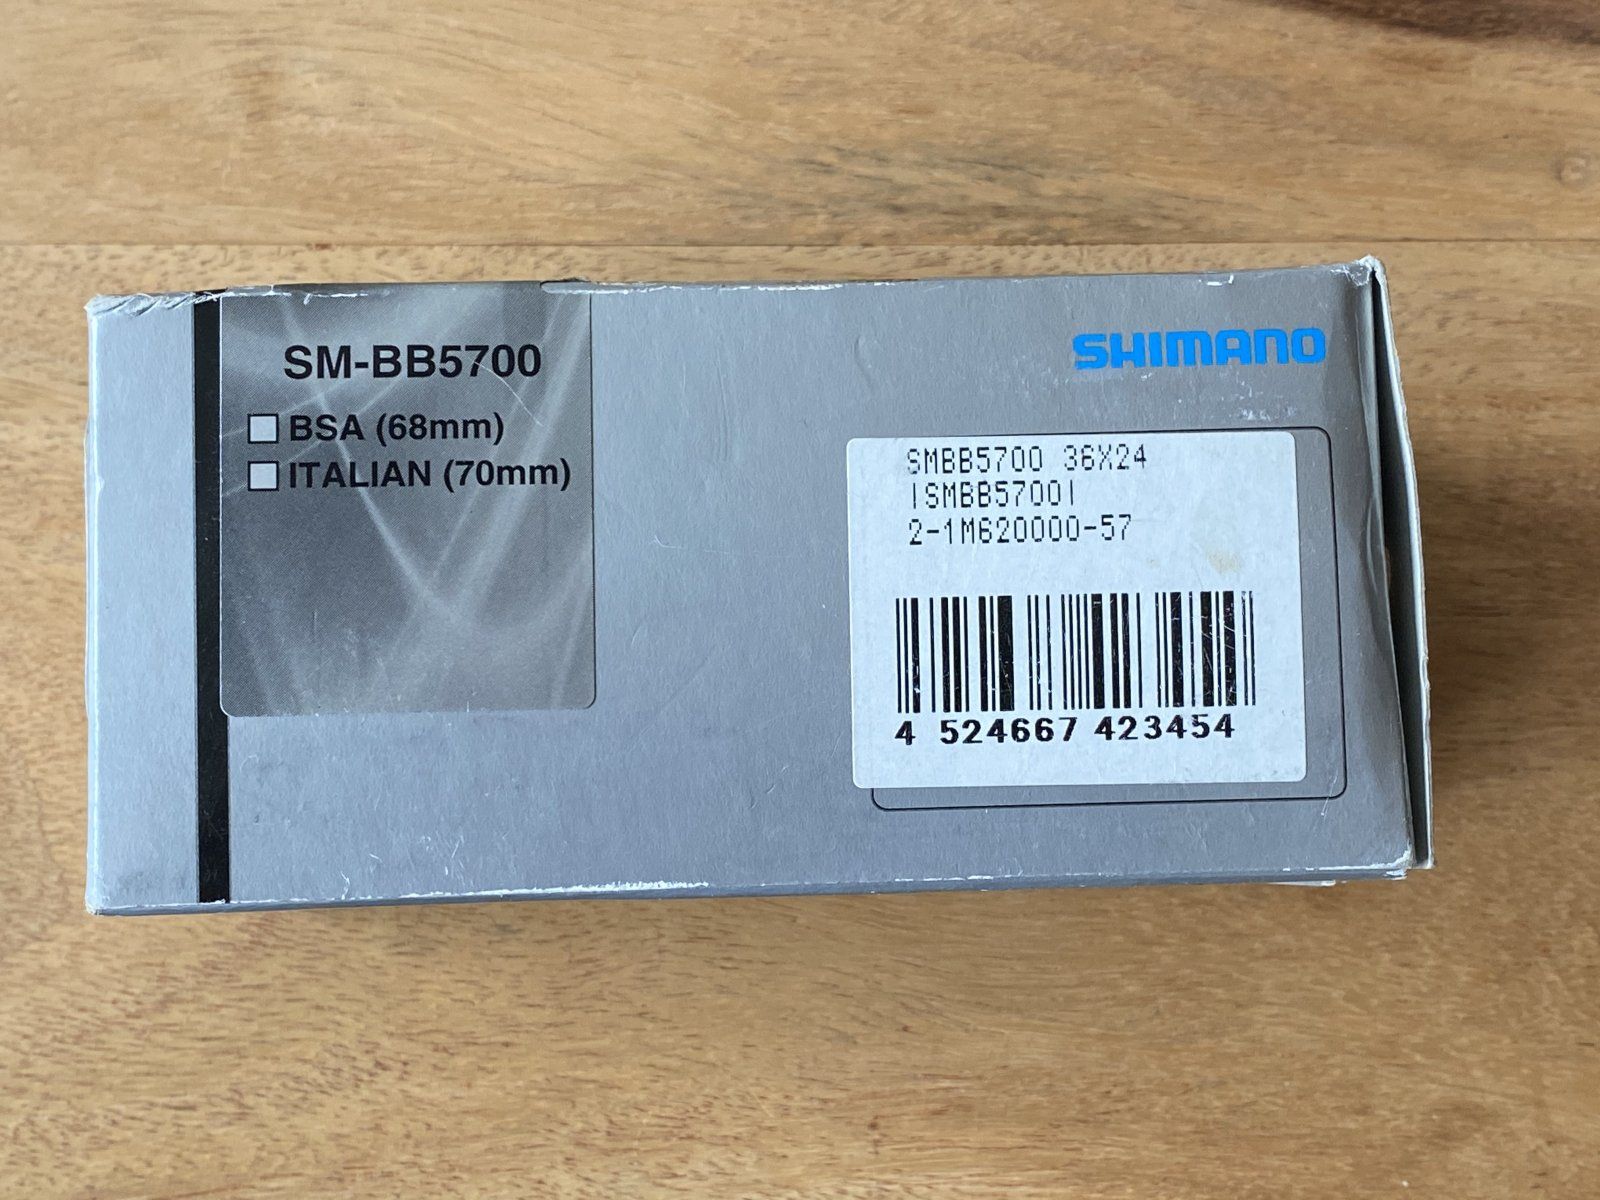 SM-BB5700
BSA (68mm)
ITALIAN (70mm)
SHIMANO
SMBB5700 36X24
|SMBB5700|
2-1M620000-57
4 524667 423454